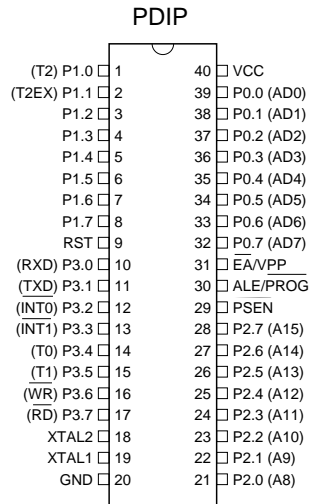 PDIP
(T2) P1.0 1 40 VCC
(T2EX) P1.1 2 39 P0.0 (AD0)
P1.2 3 38 P0.1 (AD1)
P1.3 4 37 P0.2 (AD2)
P1.4 5 36 P0.3 (AD3)
P1.5 6 35 P0.4 (AD4)
P1.6 7 34 P0.5 (AD5)
P1.7 8 33 P0.6 (AD6)
RST 9 32 P0.7 (AD7)
(RXD) P3.0 10 31 E̅A̅/VPP
(TXD) P3.1 11 30 ALE/P̅R̅O̅G̅
(I̅N̅T̅0̅) P3.2 12 29 P̅S̅E̅N̅
(I̅N̅T̅1̅) P3.3 13 28 P2.7 (A15)
(T0) P3.4 14 27 P2.6 (A14)
(T1) P3.5 15 26 P2.5 (A13)
(W̅R̅) P3.6 16 25 P2.4 (A12)
(R̅D̅) P3.7 17 24 P2.3 (A11)
XTAL2 18 23 P2.2 (A10)
XTAL1 19 22 P2.1 (A9)
GND 20 21 P2.0 (A8)